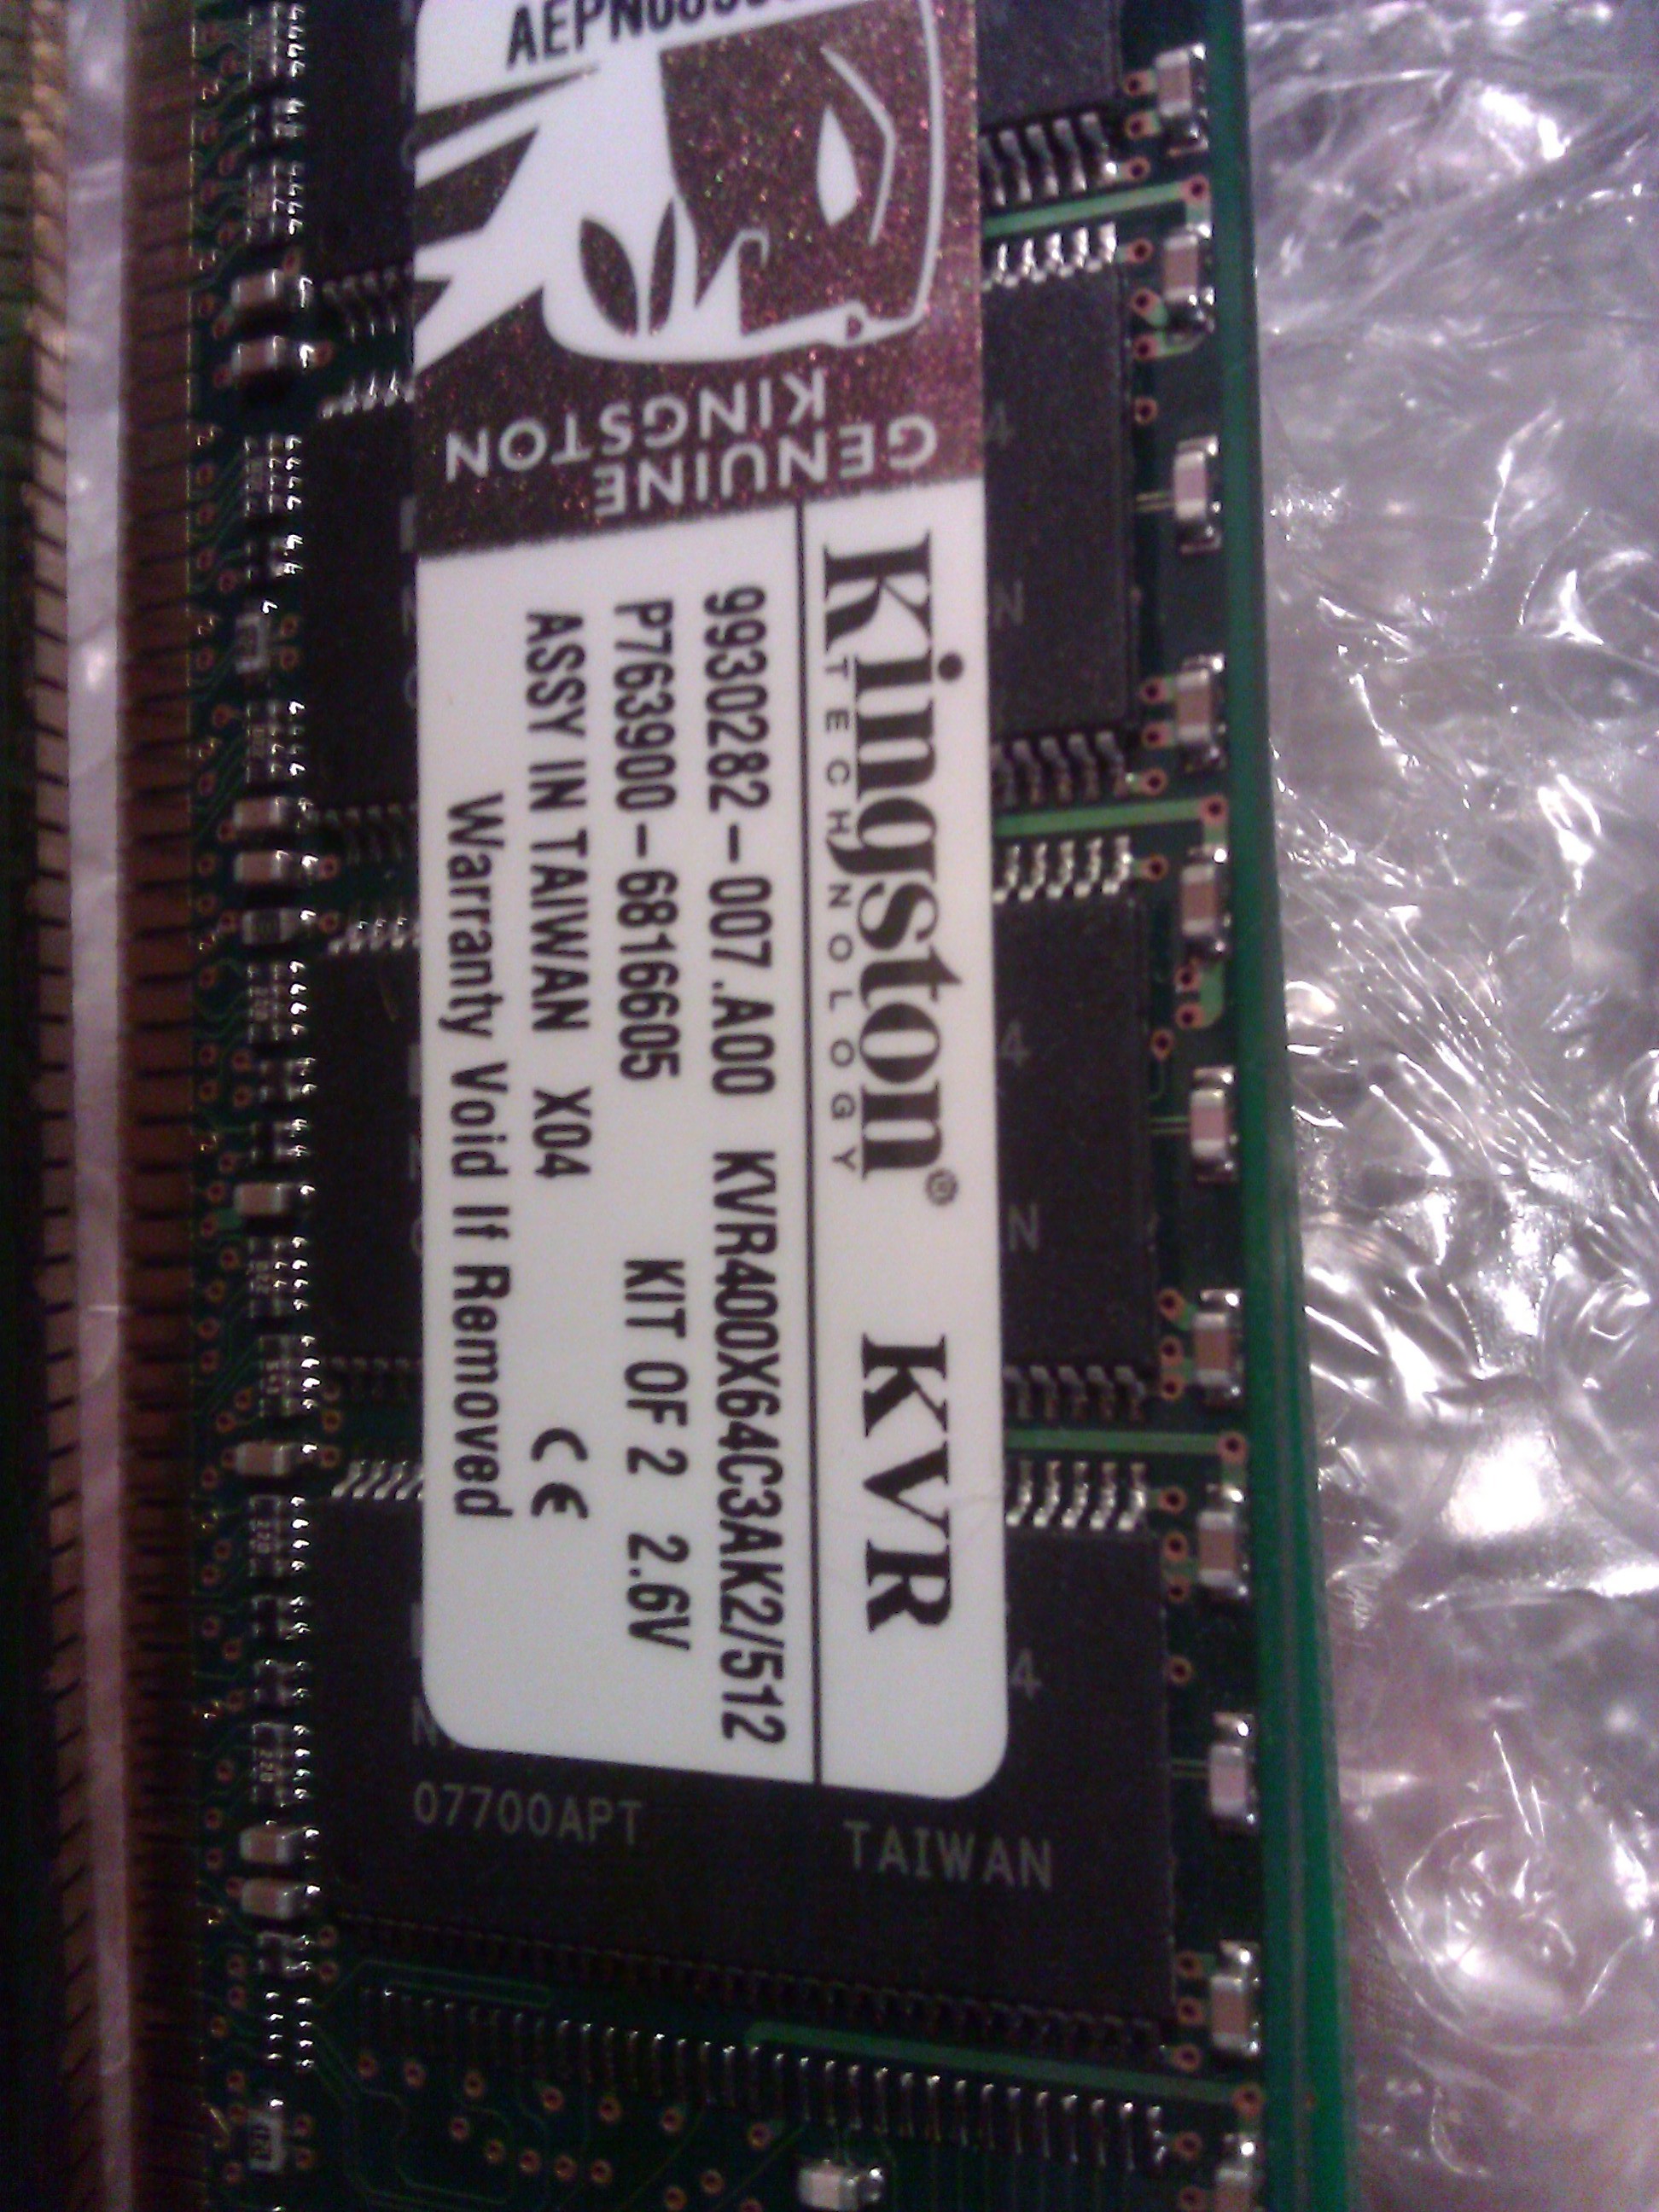 GENUINE
KINGSTON
Kingston® KVR
TECHNOLOGY
9930282-007.A00 KVR400X64C3AK2/512
P763900-6816605 KIT OF 2 2.6V
ASSY IN TAIWAN X04 CE
Warranty Void If Removed
07700APT
TAIWAN